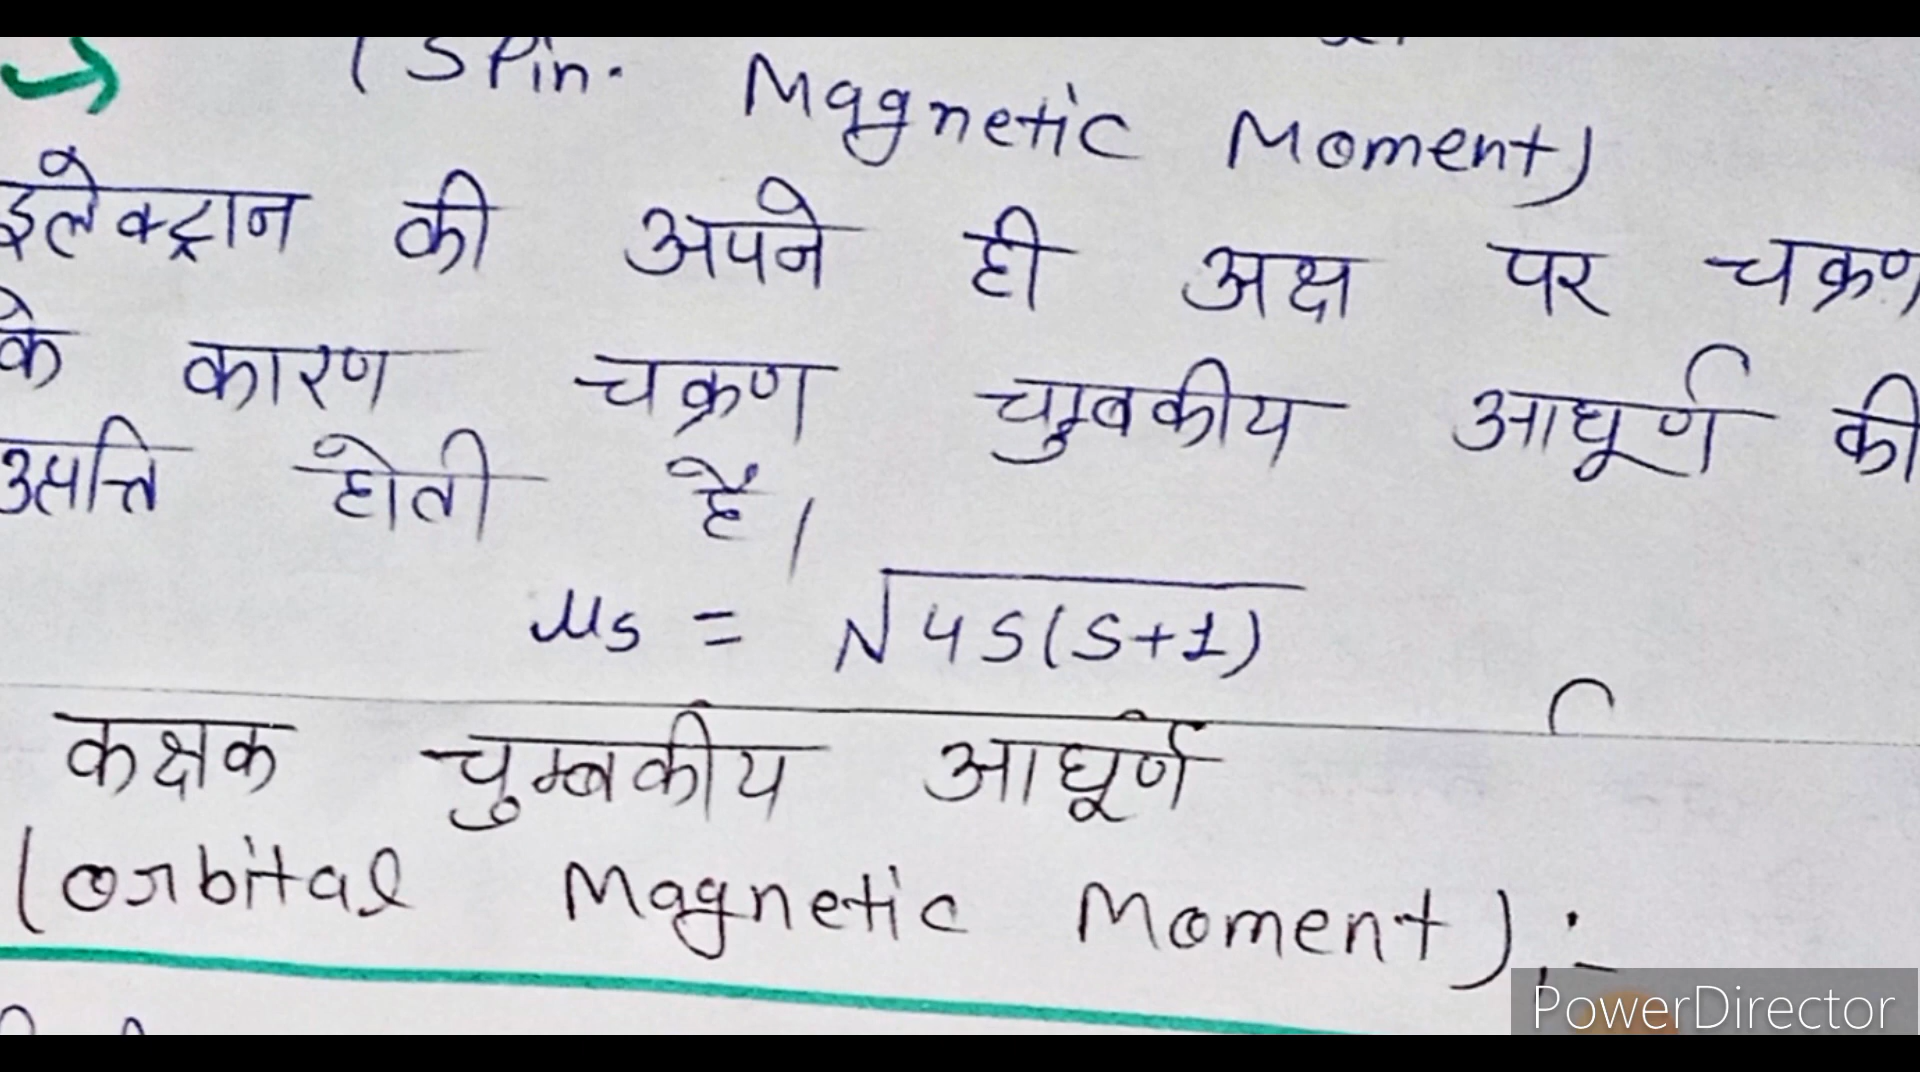 (Spin. Magnetic Moment)
इलेक्ट्रान की अपने ही अक्ष पर चक्रण
के कारण चक्रण चुम्बकीय आघूर्ण की
उत्पत्ति होती है।
μs = √4S(S+1)
कक्षक चुम्बकीय आघूर्ण
(orbital Magnetic Moment):-
PowerDirector